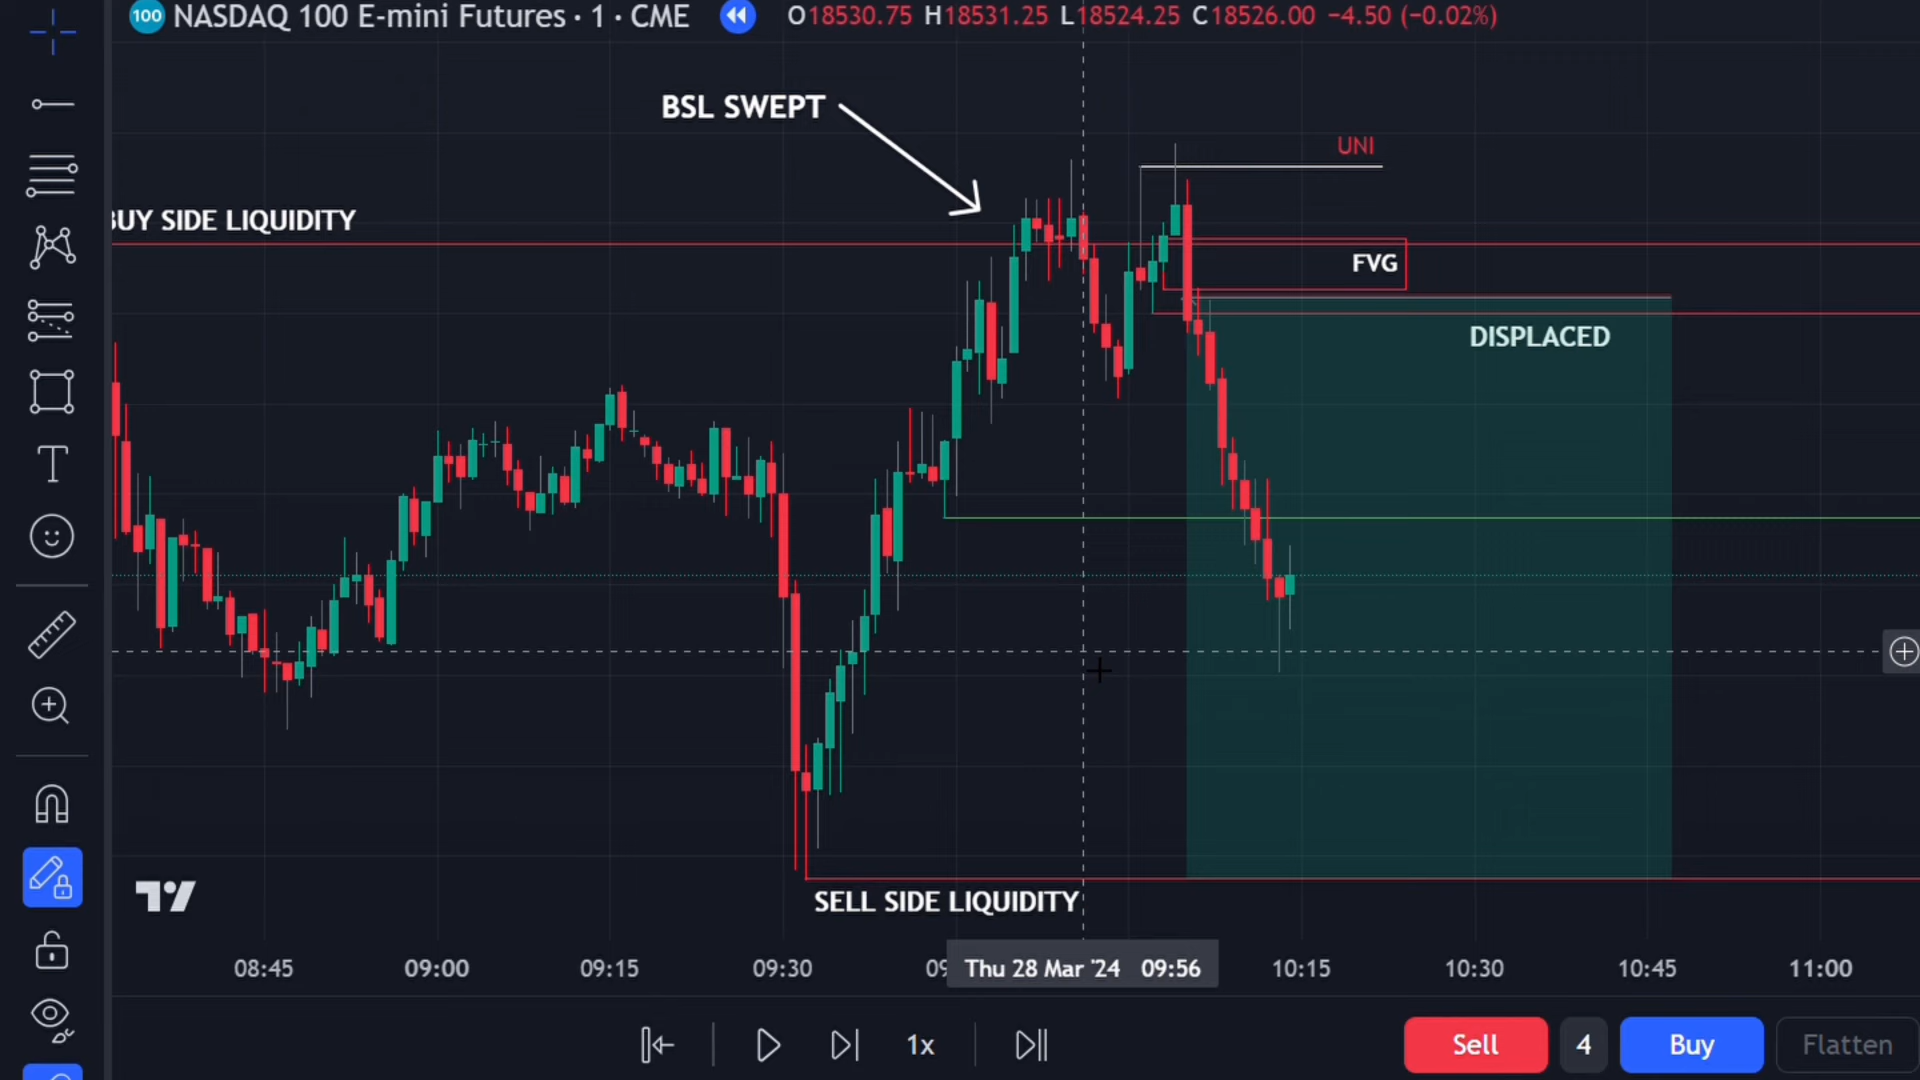 100 NASDAQ 100 E-mini Futures · 1 · CME O18530.75 H18531.25 L18524.25 C18526.00 −4.50 (−0.02%)
BSL SWEPT
UNI
BUY SIDE LIQUIDITY
FVG
DISPLACED
SELL SIDE LIQUIDITY
08:45 09:00 09:15 09:30 Thu 28 Mar '24 09:56 10:15 10:30 10:45 11:00
1x Sell 4 Buy Flatten